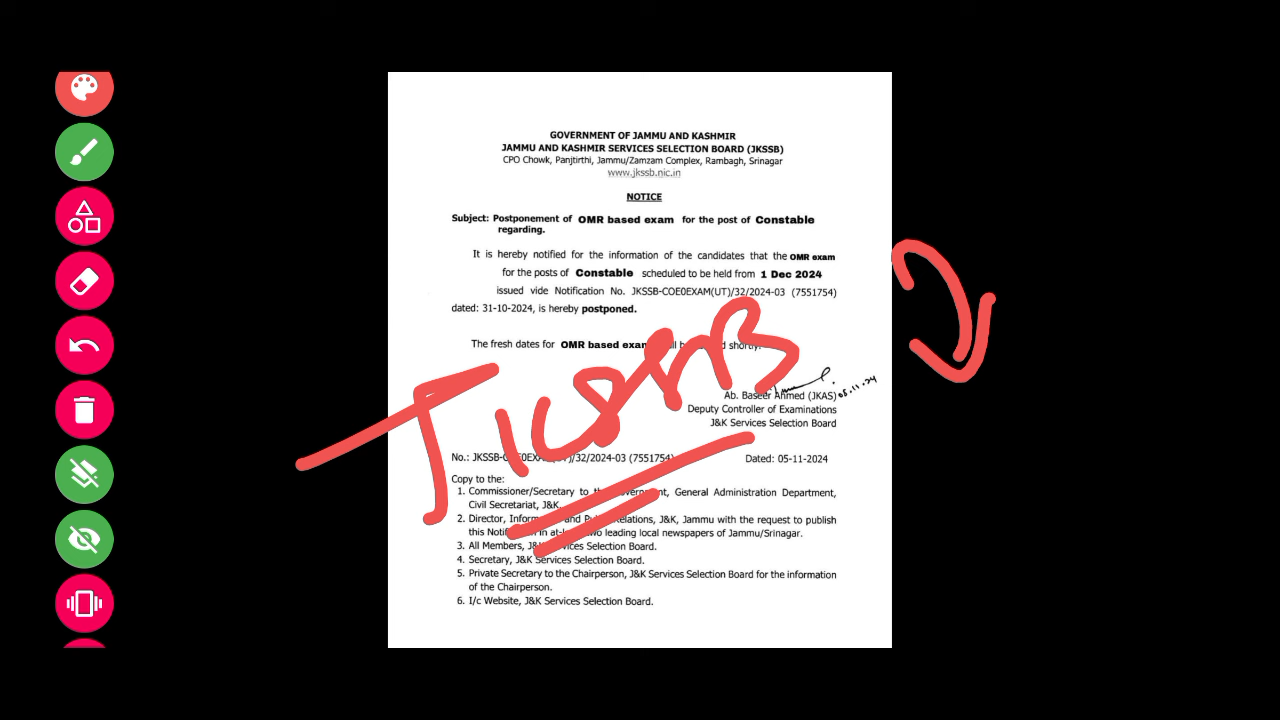 GOVERNMENT OF JAMMU AND KASHMIR
JAMMU AND KASHMIR SERVICES SELECTION BOARD (JKSSB)
CPO Chowk, Panjtirthi, Jammu/Zamzam Complex, Rambagh, Srinagar
www.jkssb.nic.in
NOTICE
Subject: Postponement of OMR based exam for the post of Constable
regarding.
It is hereby notified for the information of the candidates that the OMR exam
for the posts of Constable scheduled to be held from 1 Dec 2024
issued vide Notification No. JKSSB-COE0EXAM(UT)/32/2024-03 (7551754)
dated: 31-10-2024, is hereby postponed.
The fresh dates for OMR based shortly.
JKSSB
Ab. Baseer Ahmed (JKAS) 05.11.24
Deputy Controller of Examinations
J&K Services Selection Board
No.: /32/2024-03 (7551754) Dated: 05-11-2024
Copy to the:
1. Commissioner/Secretary to General Administration Department,
Civil Secretariat, J&K.
2. Director, and J&K, Jammu with the request to publish
this in two leading local newspapers of Jammu/Srinagar.
3. All Members, Selection Board.
4. Secretary, J&K Services Selection Board.
5. Private Secretary to the Chairperson, J&K Services Selection Board for the information
of the Chairperson.
6. I/c Website, J&K Services Selection Board.